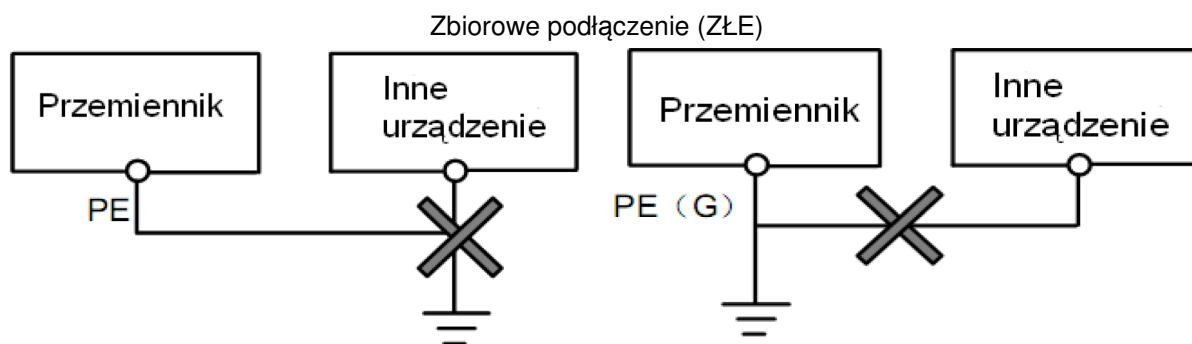 Zbiorowe podłączenie (ZŁE)
Przemiennik
Inne
urządzenie
PE
Przemiennik
Inne
urządzenie
PE（G）